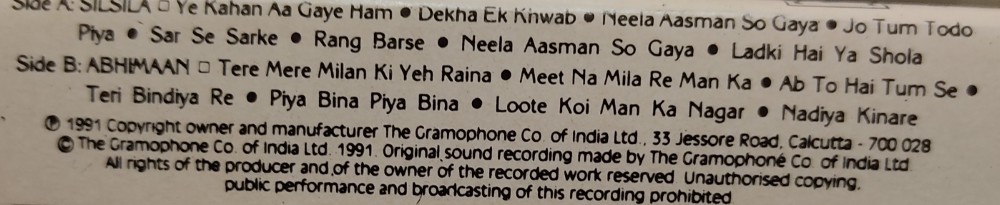 Side A: SILSILA □ Ye Kahan Aa Gaye Ham ● Dekha Ek Khwab ● Neela Aasman So Gaya ● Jo Tum Todo
Piya ● Sar Se Sarke ● Rang Barse ● Neela Aasman So Gaya ● Ladki Hai Ya Shola
Side B: ABHIMAAN □ Tere Mere Milan Ki Yeh Raina ● Meet Na Mila Re Man Ka ● Ab To Hai Tum Se ●
Teri Bindiya Re ● Piya Bina Piya Bina ● Loote Koi Man Ka Nagar ● Nadiya Kinare
℗ 1991 Copyright owner and manufacturer The Gramophone Co. of India Ltd., 33 Jessore Road, Calcutta - 700 028
© The Gramophone Co. of India Ltd. 1991. Original sound recording made by The Gramophone Co. of India Ltd.
All rights of the producer and of the owner of the recorded work reserved. Unauthorised copying,
public performance and broadcasting of this recording prohibited